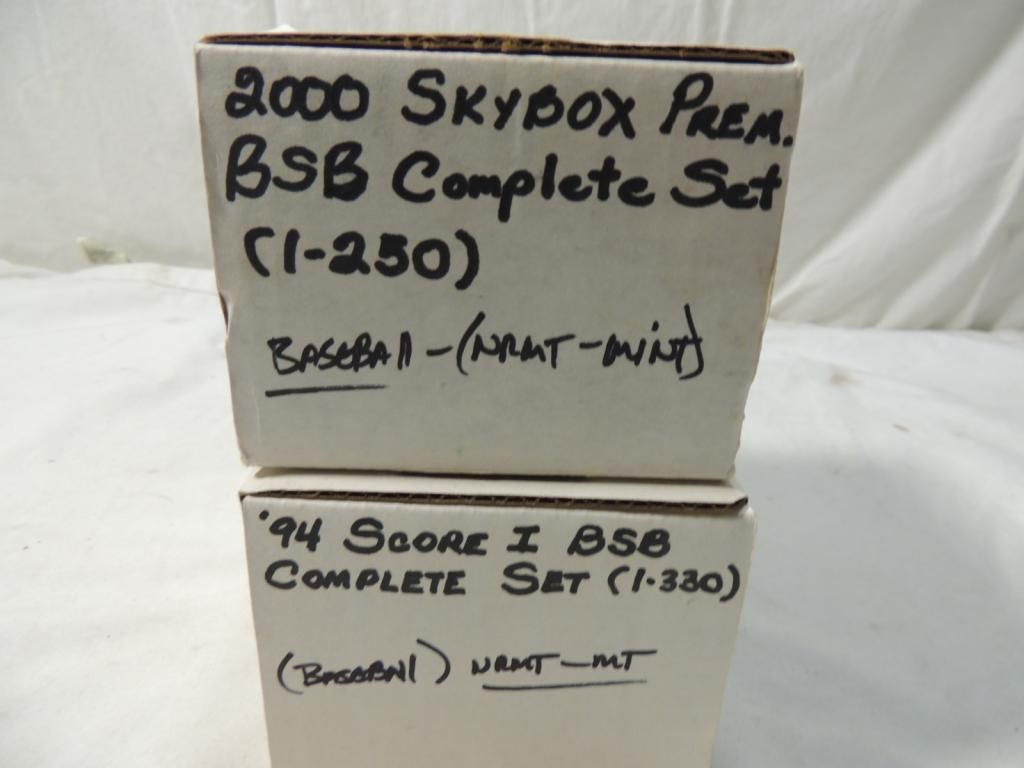 2000 SKYBOX PREM.
BSB Complete Set
(1-250)
BASEBAll - (NRMT - MiNT)
'94 SCORE I BSB
COMPLETE SET (1-330)
(BASEBAll) NRMT - MT